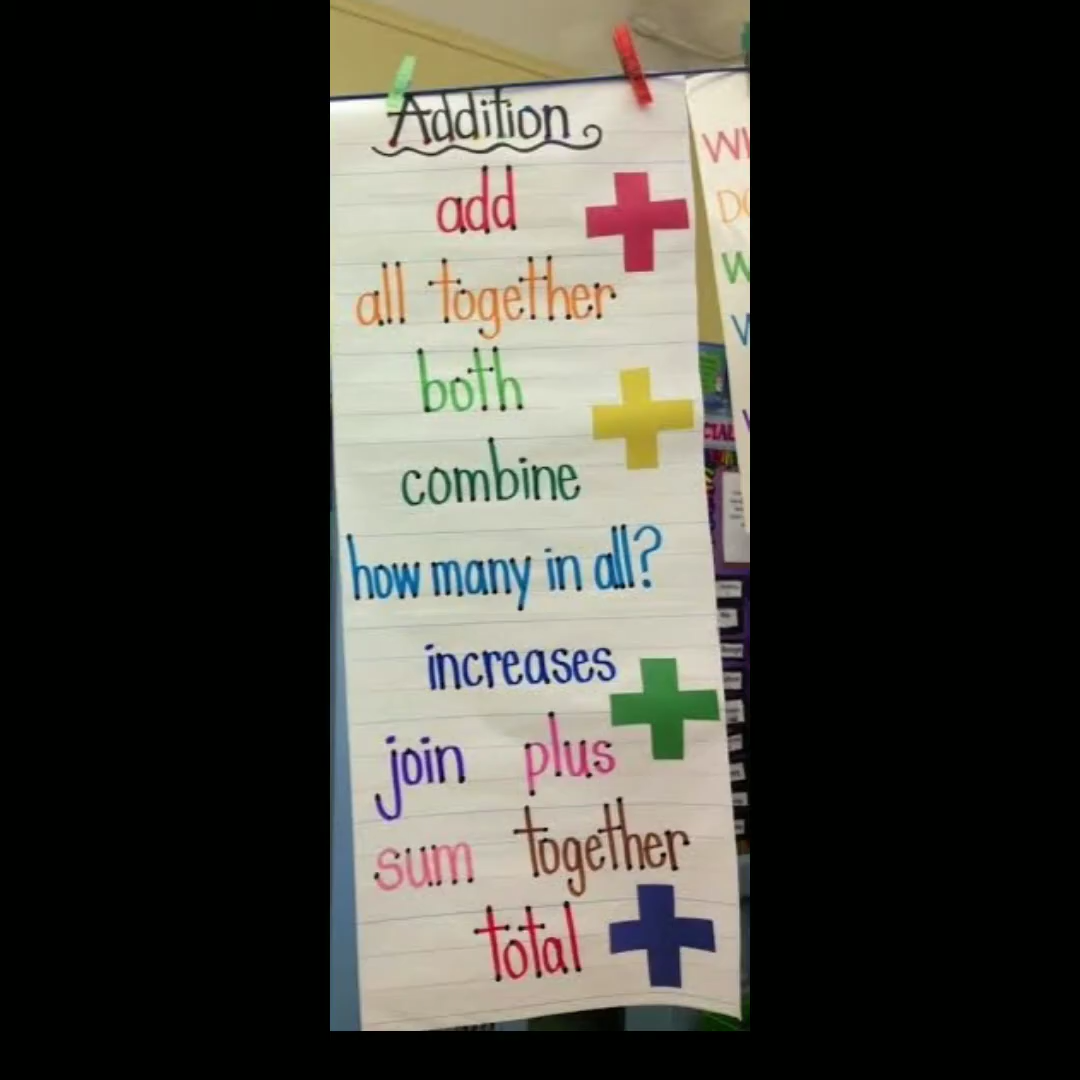 Addition
add
all together
both
combine
how many in all?
increases
join plus
sum together
total